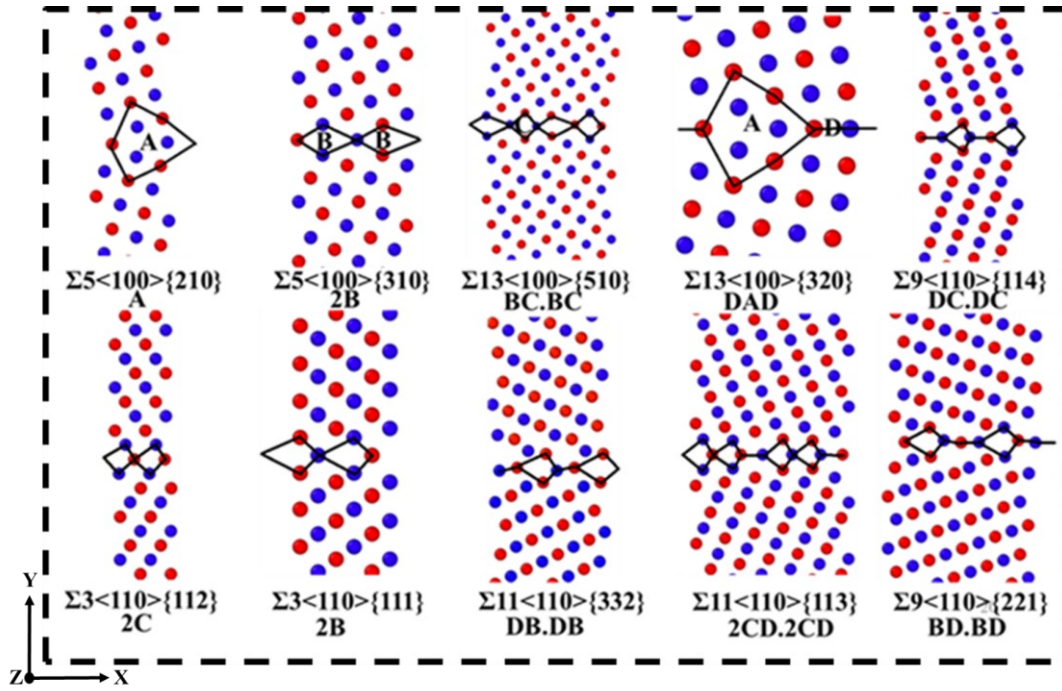 A
B B
C
A D
Σ5<100>{210}
A
Σ5<100>{310}
2B
Σ13<100>{510}
BC.BC
Σ13<100>{320}
DAD
Σ9<110>{114}
DC.DC
Σ3<110>{112}
2C
Σ3<110>{111}
2B
Σ11<110>{332}
DB.DB
Σ11<110>{113}
2CD.2CD
Σ9<110>{221}
BD.BD
Y
Z X